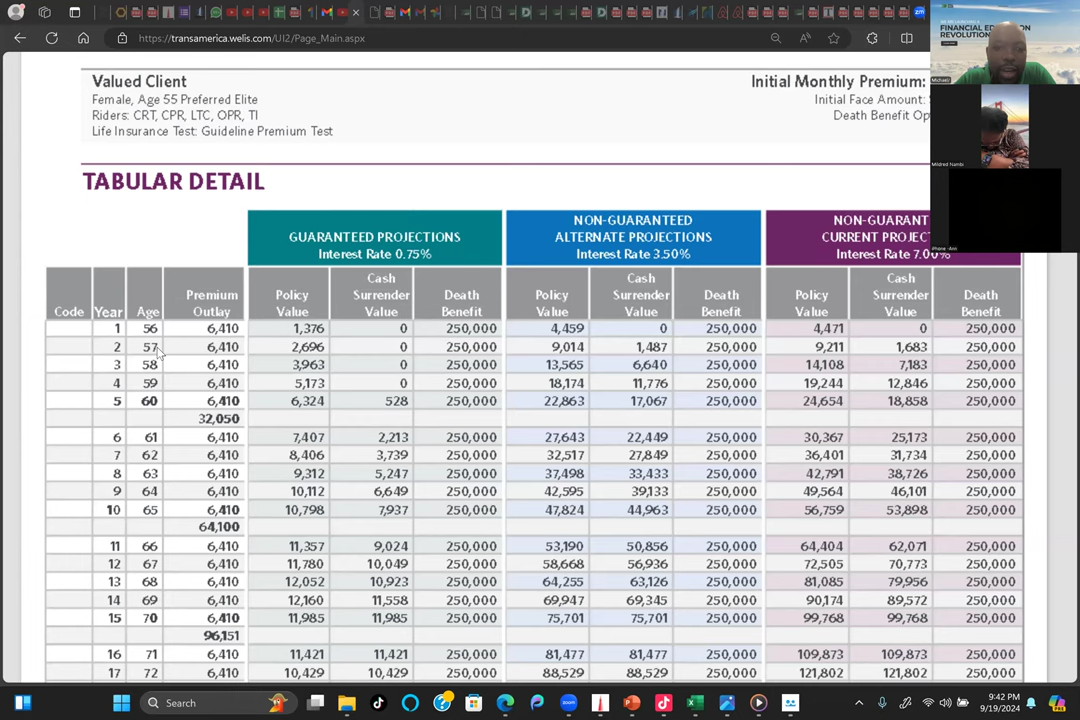 https://transamerica.welis.com/UI2/Page_Main.aspx
FINANCIAL EDUCATION
REVOLUTION
Michael
Mildred Nambi
iPhone -Ann
Valued Client
Female, Age 55 Preferred Elite
Riders: CRT, CPR, LTC, OPR, TI
Life Insurance Test: Guideline Premium Test
Initial Monthly Premium:
Initial Face Amount:
Death Benefit Op
TABULAR DETAIL
GUARANTEED PROJECTIONS
Interest Rate 0.75%
NON-GUARANTEED
ALTERNATE PROJECTIONS
Interest Rate 3.50%
NON-GUARANT
CURRENT PROJEC
Interest Rate 7.00%
Code Year Age Premium Outlay Policy Value Cash Surrender Value Death Benefit Policy Value Cash Surrender Value Death Benefit Policy Value Cash Surrender Value Death Benefit
1 56 6,410 1,376 0 250,000 4,459 0 250,000 4,471 0 250,000
2 57 6,410 2,696 0 250,000 9,014 1,487 250,000 9,211 1,683 250,000
3 58 6,410 3,963 0 250,000 13,565 6,640 250,000 14,108 7,183 250,000
4 59 6,410 5,173 0 250,000 18,174 11,776 250,000 19,244 12,846 250,000
5 60 6,410 6,324 528 250,000 22,863 17,067 250,000 24,654 18,858 250,000
32,050
6 61 6,410 7,407 2,213 250,000 27,643 22,449 250,000 30,367 25,173 250,000
7 62 6,410 8,406 3,739 250,000 32,517 27,849 250,000 36,401 31,734 250,000
8 63 6,410 9,312 5,247 250,000 37,498 33,433 250,000 42,791 38,726 250,000
9 64 6,410 10,112 6,649 250,000 42,595 39,133 250,000 49,564 46,101 250,000
10 65 6,410 10,798 7,937 250,000 47,824 44,963 250,000 56,759 53,898 250,000
64,100
11 66 6,410 11,357 9,024 250,000 53,190 50,856 250,000 64,404 62,071 250,000
12 67 6,410 11,780 10,049 250,000 58,668 56,936 250,000 72,505 70,773 250,000
13 68 6,410 12,052 10,923 250,000 64,255 63,126 250,000 81,085 79,956 250,000
14 69 6,410 12,160 11,558 250,000 69,947 69,345 250,000 90,174 89,572 250,000
15 70 6,410 11,985 11,985 250,000 75,701 75,701 250,000 99,768 99,768 250,000
96,151
16 71 6,410 11,421 11,421 250,000 81,477 81,477 250,000 109,873 109,873 250,000
17 72 6,410 10,429 10,429 250,000 88,529 88,529 250,000 121,802 121,802 250,000
Search
9:42 PM
9/19/2024